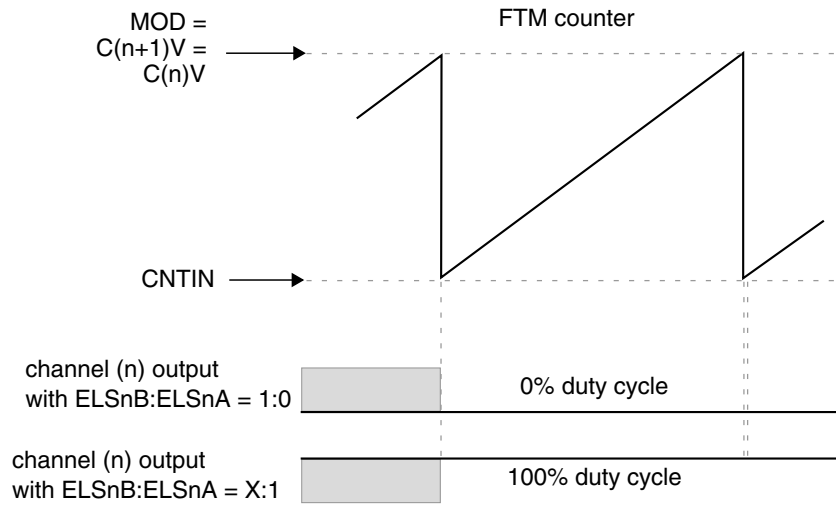 FTM counter
MOD =
C(n+1)V =
C(n)V
CNTIN
channel (n) output
with ELSnB:ELSnA = 1:0
0% duty cycle
channel (n) output
with ELSnB:ELSnA = X:1
100% duty cycle